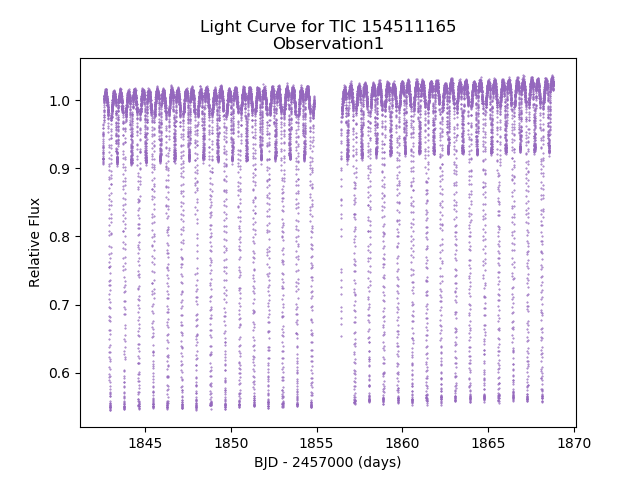 Light Curve for TIC 154511165
Observation1
Relative Flux
1.0
0.9
0.8
0.7
0.6
1845 1850 1855 1860 1865 1870
BJD - 2457000 (days)